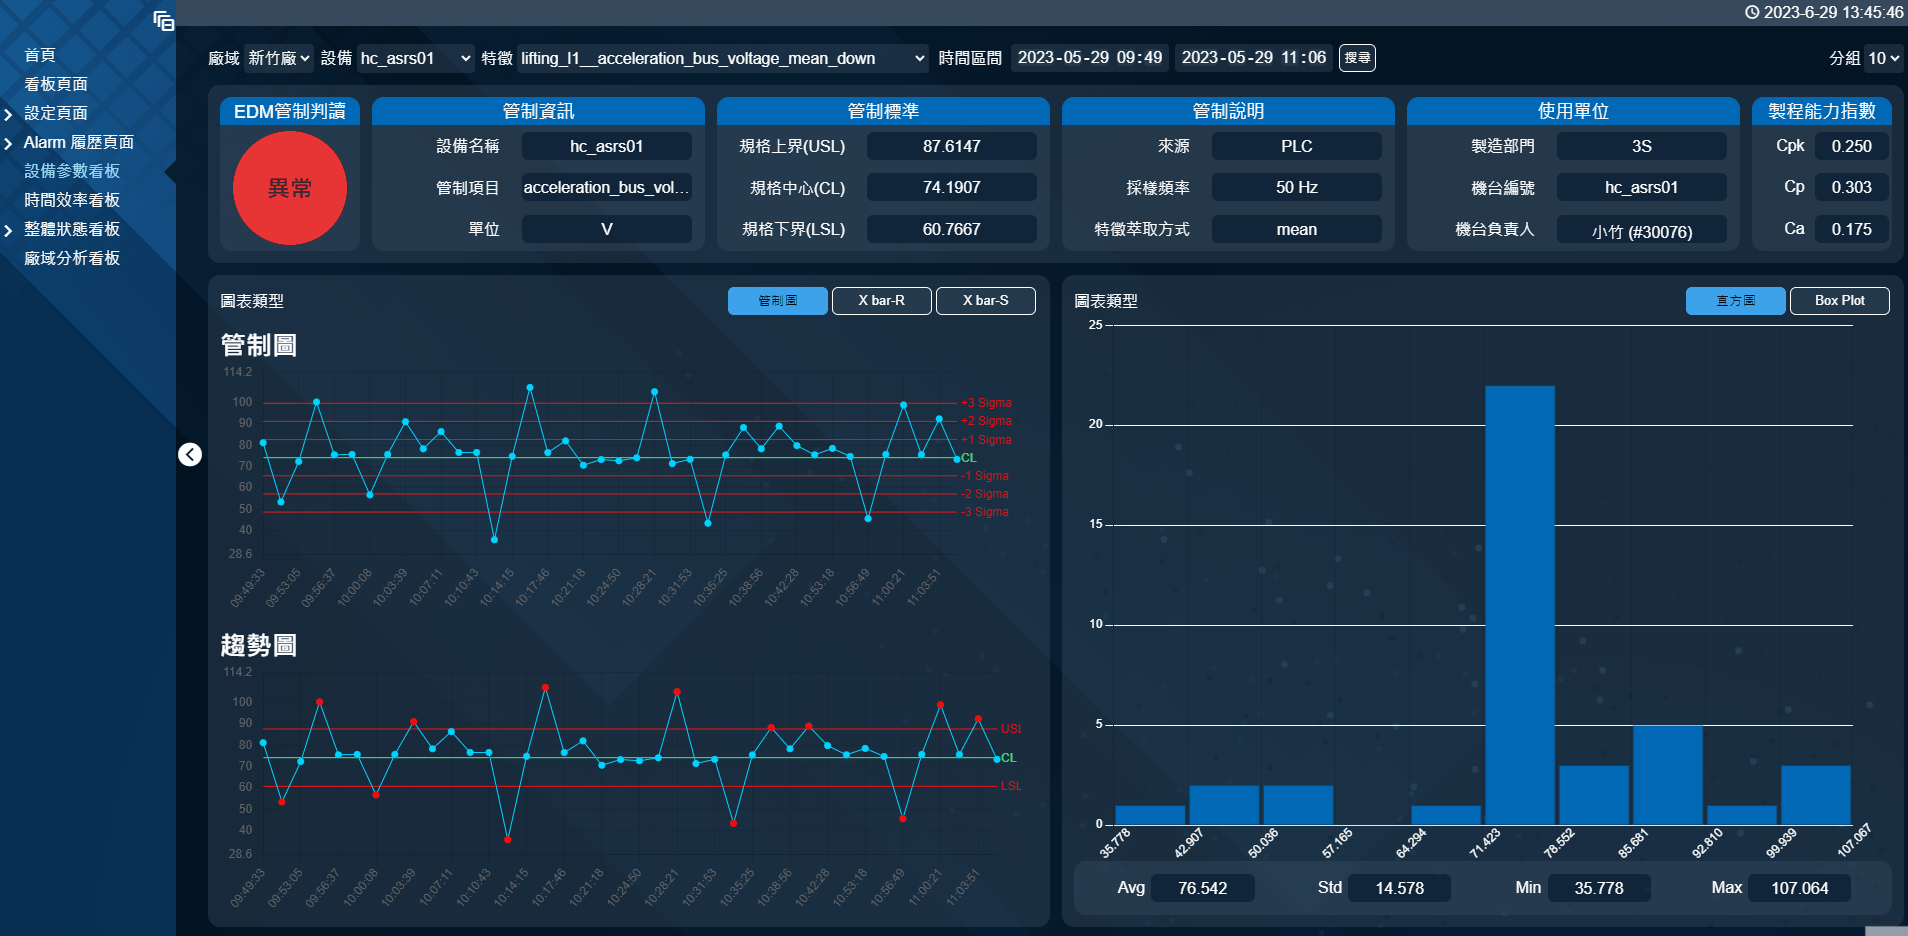 2023-6-29 13:45:46
首頁
看板頁面
設定頁面
Alarm 履歷頁面
設備參數看板
時間效率看板
整體狀態看板
廠域分析看板
廠域 新竹廠 設備 hc_asrs01 特徵 lifting_l1__acceleration_bus_voltage_mean_down 時間區間 2023-05-29 09:49 2023-05-29 11:06 搜尋 分組 10
EDM管制判讀
異常
管制資訊
設備名稱 hc_asrs01
管制項目 acceleration_bus_vol...
單位 V
管制標準
規格上界(USL) 87.6147
規格中心(CL) 74.1907
規格下界(LSL) 60.7667
管制說明
來源 PLC
採樣頻率 50 Hz
特徵萃取方式 mean
使用單位
製造部門 3S
機台編號 hc_asrs01
機台負責人 小竹 (#30076)
製程能力指數
Cpk 0.250
Cp 0.303
Ca 0.175
圖表類型 管制圖 X bar-R X bar-S
管制圖
114.2
100
90
80
70
60
50
40
28.6
+3 Sigma
+2 Sigma
+1 Sigma
CL
-1 Sigma
-2 Sigma
-3 Sigma
09:49:33 09:53:05 09:56:37 10:00:08 10:03:39 10:07:11 10:10:43 10:14:15 10:17:46 10:21:18 10:24:50 10:28:21 10:31:53 10:35:25 10:38:56 10:42:28 10:53:18 10:56:49 11:00:21 11:03:51
趨勢圖
114.2
100
90
80
70
60
50
40
28.6
USL
CL
LSL
09:49:33 09:53:05 09:56:37 10:00:08 10:03:39 10:07:11 10:10:43 10:14:15 10:17:46 10:21:18 10:24:50 10:28:21 10:31:53 10:35:25 10:38:56 10:42:28 10:53:18 10:56:49 11:00:21 11:03:51
圖表類型 直方圖 Box Plot
25
20
15
10
5
0
35.778 42.907 50.036 57.165 64.294 71.423 78.552 85.681 92.810 99.939 107.067
Avg 76.542 Std 14.578 Min 35.778 Max 107.064